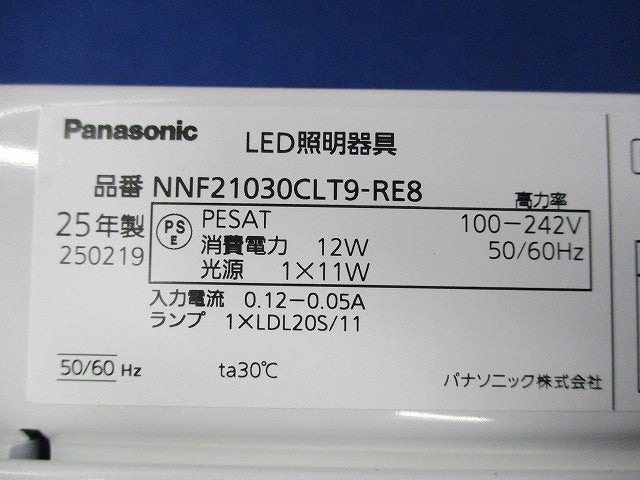 Panasonic LED照明器具
品番 NNF21030CLT9-RE8 高力率
25年製 PS E PESAT 100-242V
250219 消費電力 12W 50/60Hz
光源 1×11W
入力電流 0.12-0.05A
ランプ 1×LDL20S/11
50/60 Hz ta30℃ パナソニック株式会社